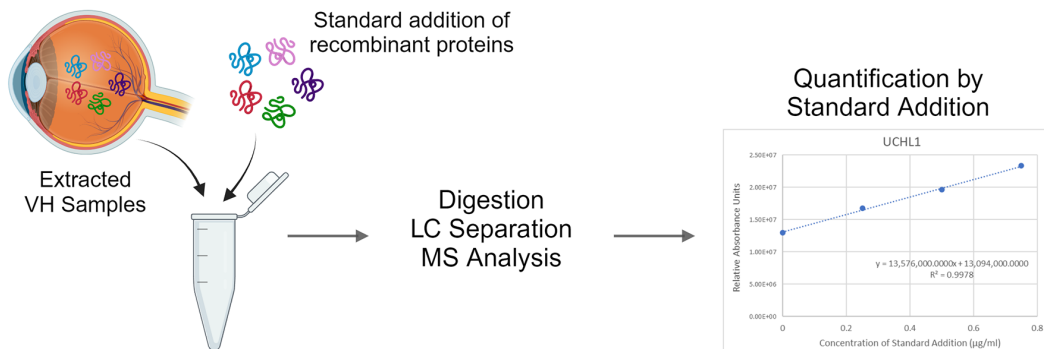 Standard addition of
recombinant proteins
Extracted
VH Samples
Digestion
LC Separation
MS Analysis
Quantification by
Standard Addition
UCHL1
Relative Absorbance Units
2.50E+07
2.00E+07
1.50E+07
1.00E+07
5.00E+06
0.00E+00
y = 13,576,000.0000x + 13,094,000.0000
R² = 0.9978
0
0.2
0.4
0.6
0.8
Concentration of Standard Addition (μg/ml)